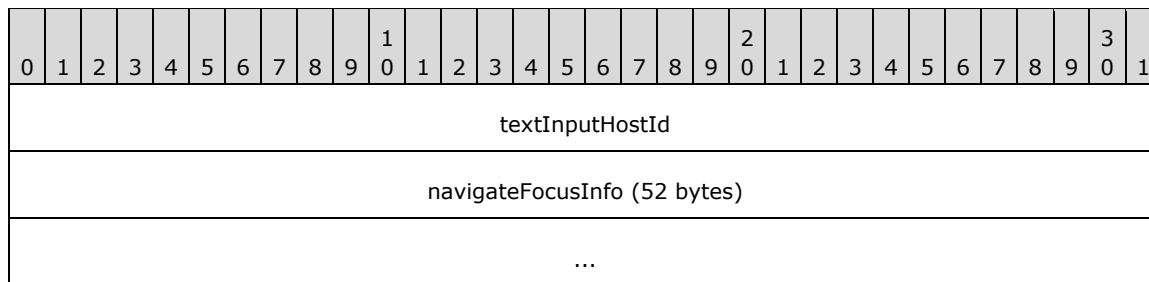 1 2 3
0 1 2 3 4 5 6 7 8 9 0 1 2 3 4 5 6 7 8 9 0 1 2 3 4 5 6 7 8 9 0 1
textInputHostId
navigateFocusInfo (52 bytes)
...